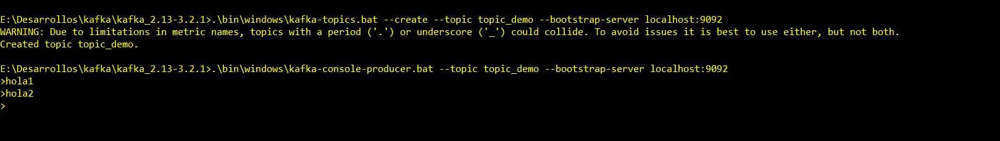 E:\Desarrollos\kafka\kafka_2.13-3.2.1>.\bin\windows\kafka-topics.bat --create --topic topic_demo --bootstrap-server localhost:9092
WARNING: Due to limitations in metric names, topics with a period ('.') or underscore ('_') could collide. To avoid issues it is best to use either, but not both.
Created topic topic_demo.
E:\Desarrollos\kafka\kafka_2.13-3.2.1>.\bin\windows\kafka-console-producer.bat --topic topic_demo --bootstrap-server localhost:9092
>hola1
>hola2
>